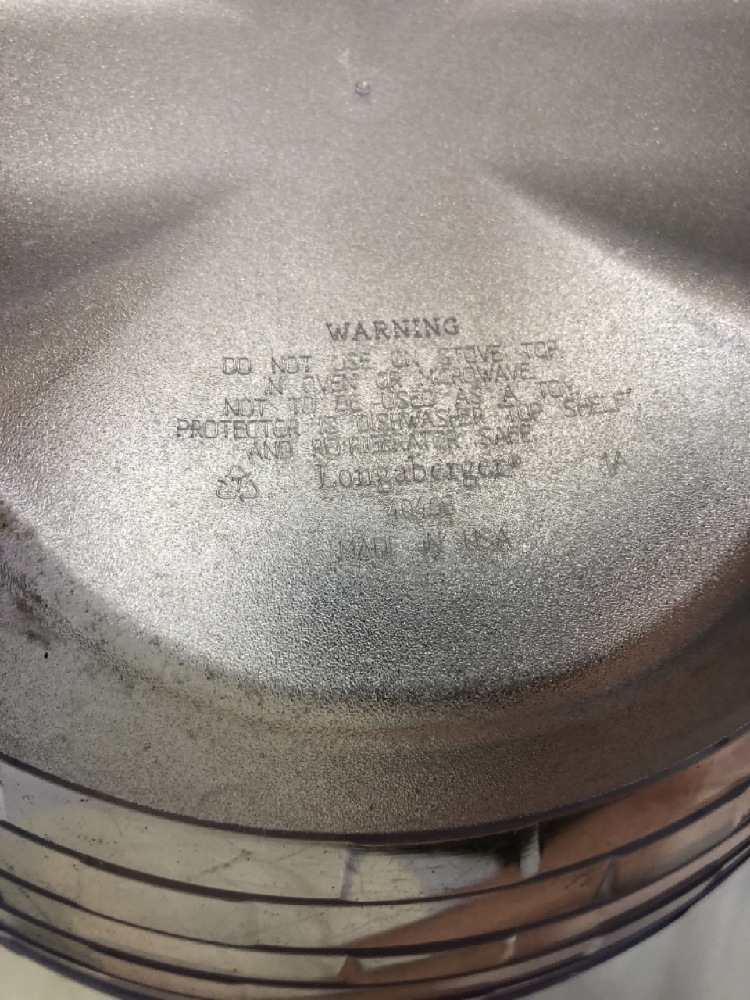 WARNING
DO NOT USE ON STOVE TOP
IN OVEN OR MICROWAVE.
NOT TO BE USED AS A TOY.
PROTECTOR IS DISHWASHER TOP SHELF
AND REFRIGERATOR SAFE
Longaberger®
1A
MADE IN USA